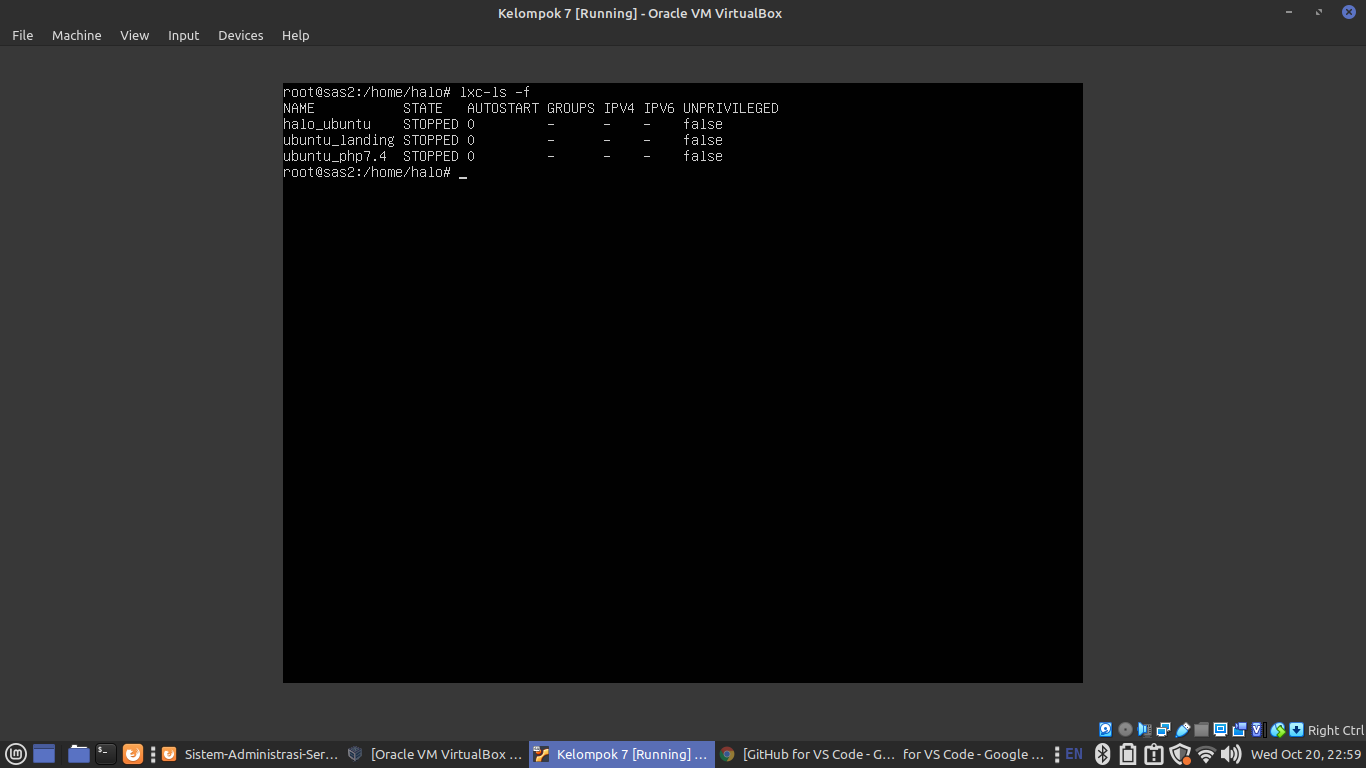 Kelompok 7 [Running] - Oracle VM VirtualBox
File Machine View Input Devices Help
root@sas2:/home/halo# lxc-ls -f
NAME STATE AUTOSTART GROUPS IPV4 IPV6 UNPRIVILEGED
halo_ubuntu STOPPED 0 - - - false
ubuntu_landing STOPPED 0 - - - false
ubuntu_php7.4 STOPPED 0 - - - false
root@sas2:/home/halo# _
Right Ctrl
Sistem-Administrasi-Ser... [Oracle VM VirtualBox ... Kelompok 7 [Running] ... [GitHub for VS Code - G... for VS Code - Google ... EN Wed Oct 20, 22:59